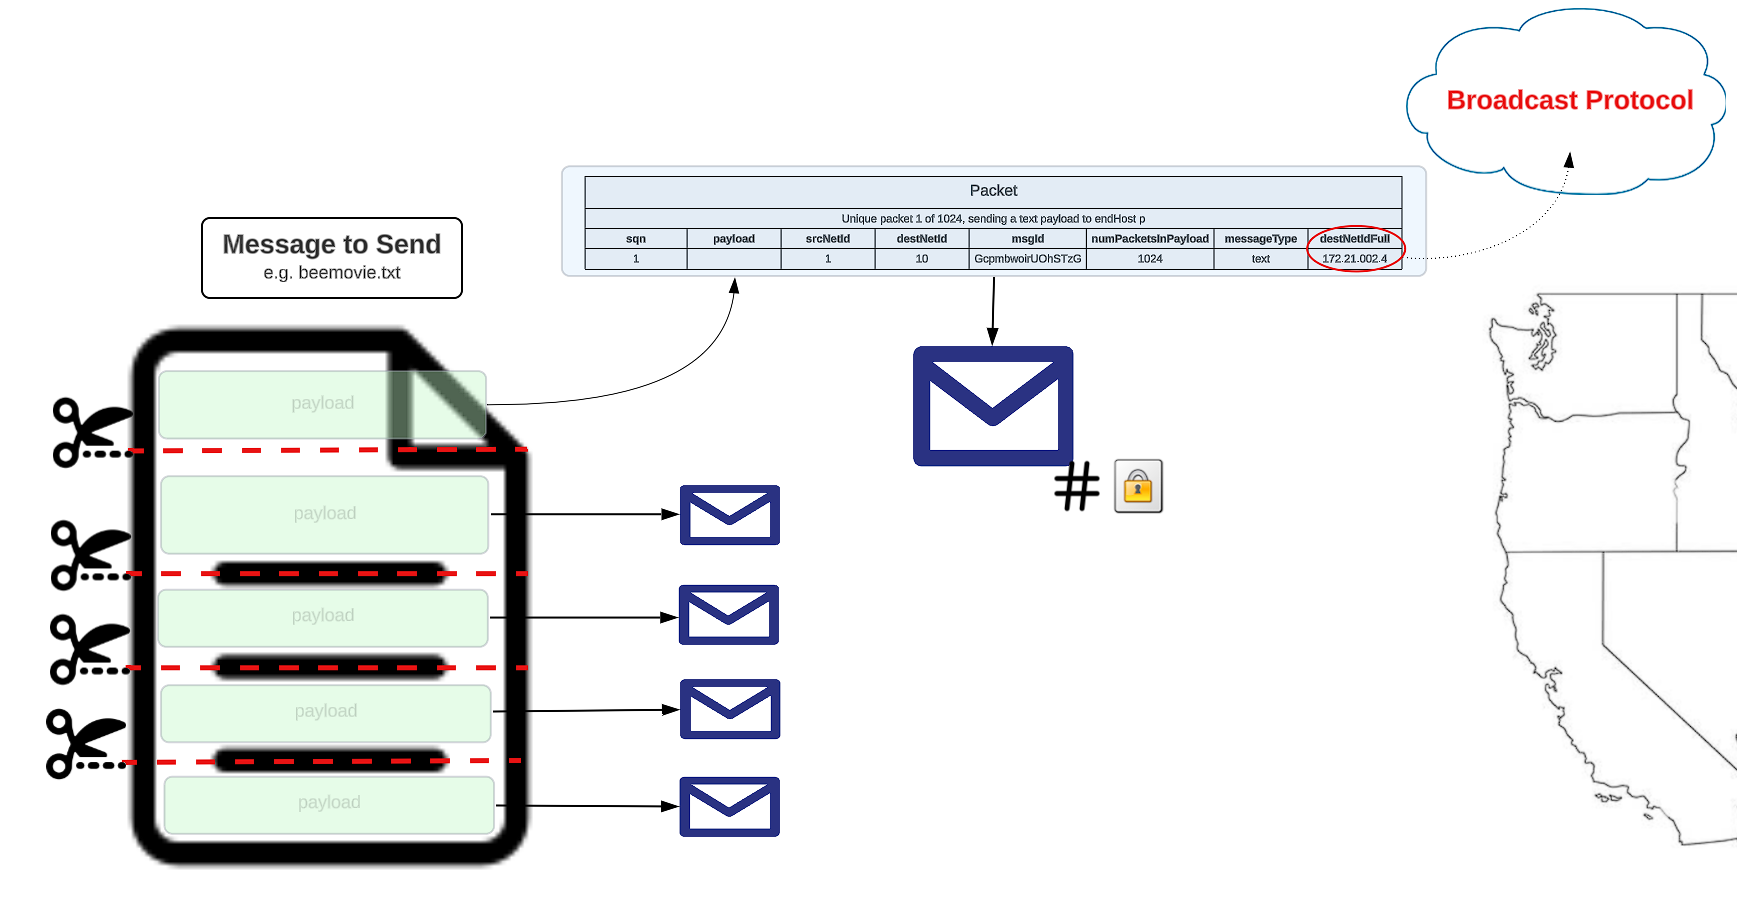 Broadcast Protocol
Packet
Unique packet 1 of 1024, sending a text payload to endHost p
sqn payload srcNetId destNetId msgId numPacketsInPayload messageType destNetIdFull
1 1 10 GcpmbwoirUOhSTzG 1024 text 172.21.002.4
Message to Send
e.g. beemovie.txt
payload
#
payload
payload
payload
payload